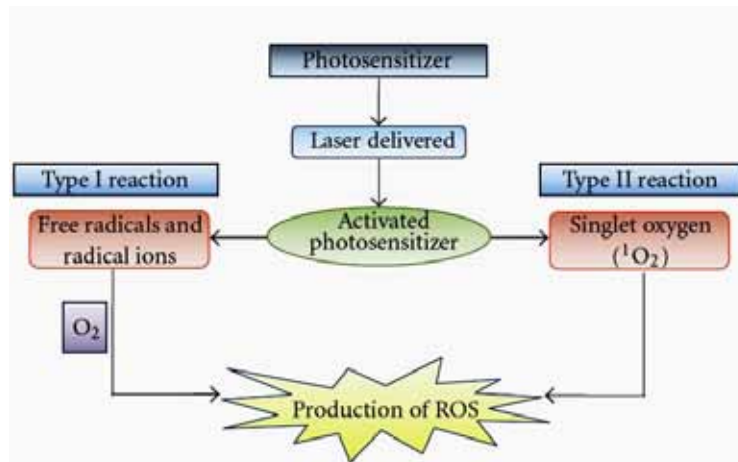 Photosensitizer
Laser delivered
Type I reaction
Type II reaction
Free radicals and
radical ions
Activated
photosensitizer
Singlet oxygen
(¹O₂)
O₂
Production of ROS